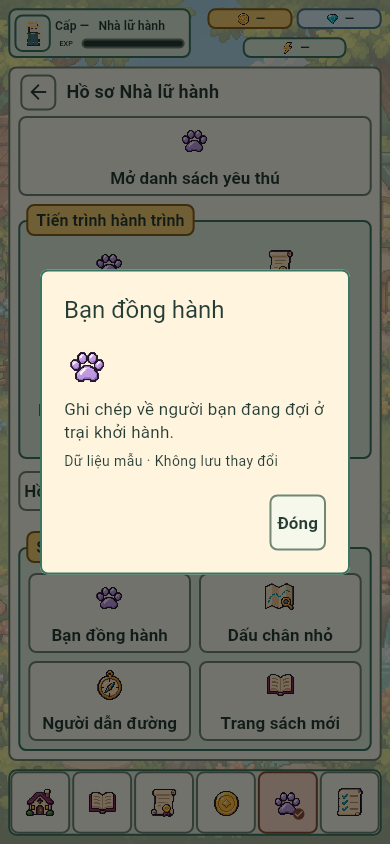 Cấp — Nhà lữ hành
EXP
—
—
—
Hồ sơ Nhà lữ hành
Mở danh sách yêu thú
Tiến trình hành trình
Bạn đồng hành
Ghi chép về người bạn đang đợi ở
trại khởi hành.
Dữ liệu mẫu · Không lưu thay đổi
Đóng
Bạn đồng hành
Dấu chân nhỏ
Người dẫn đường
Trang sách mới